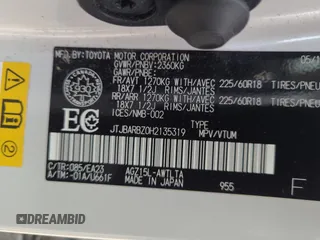 MFD.BY:TOYOTA MOTOR CORPORATION 05/1
GVWR/PNBV:2360KG
GAWR/PNBE:
FR/AVT 1270KG WITH/AVEC 225/60R18 TIRES/PNEU
18X7 1/2J RIMS/JANTES
RR/ARR 1270KG WITH/AVEC 225/60R18 TIRES/PNEU
18X7 1/2J RIMS/JANTES
ICES/NMB-002
TYPE
JTJBARBZ0H2135319 MPV/VTUM
C/TR:085/EA23 AGZ15L-AWTLTA
A/TM:-01A/U661F MADE IN JAPAN 955 F
DREAMBID